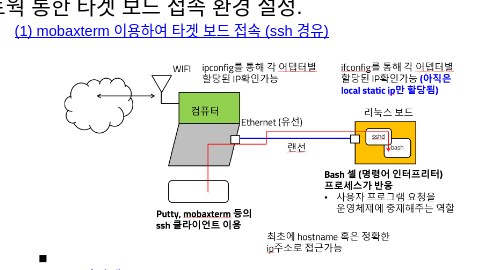 통한 타겟 보드 접속 환경 설정.
(1) mobaxterm 이용하여 타겟 보드 접속 (ssh 경유)
WIFI
ipconfig를 통해 각 어뎁터별
할당된 IP확인가능
ifconfig를 통해 각 어뎁터별
할당된 IP확인가능 (아직은
local static ip만 할당됨)
컴퓨터
리눅스 보드
Ethernet (유선)
sshd
bash
랜선
Bash 셸 (명령어 인터프리터)
프로세스가 반응
• 사용자 프로그램 요청을
운영체제에 중재해주는 역할
Putty, mobaxterm 등의
ssh 클라이언트 이용
최초에 hostname 혹은 정확한
ip주소로 접근가능